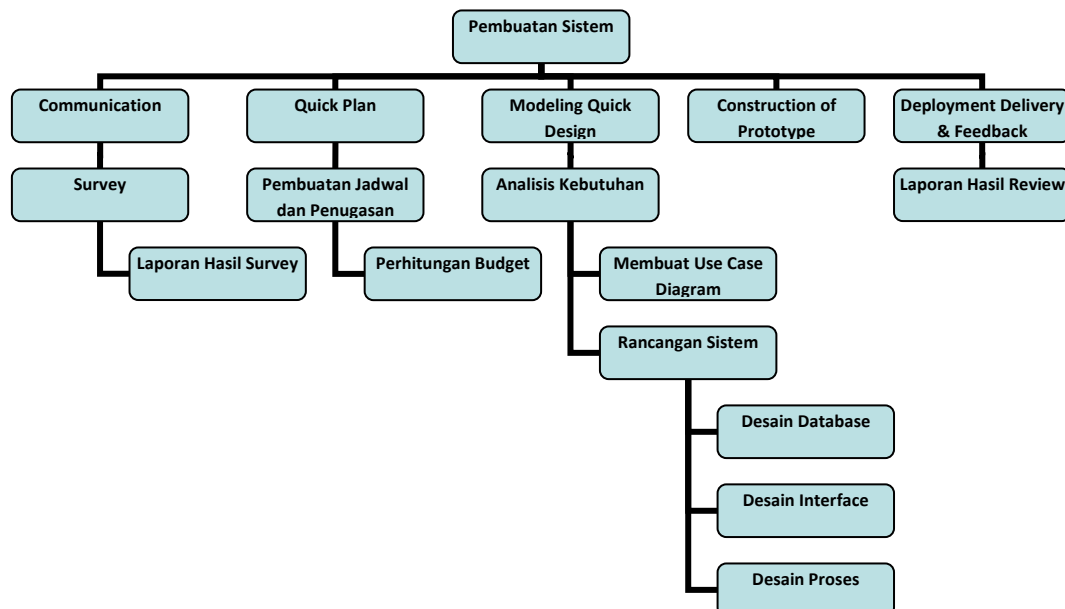 Pembuatan Sistem
Communication
Quick Plan
Modeling Quick
Design
Construction of
Prototype
Deployment Delivery
& Feedback
Survey
Pembuatan Jadwal
dan Penugasan
Analisis Kebutuhan
Laporan Hasil Review
Laporan Hasil Survey
Perhitungan Budget
Membuat Use Case
Diagram
Rancangan Sistem
Desain Database
Desain Interface
Desain Proses